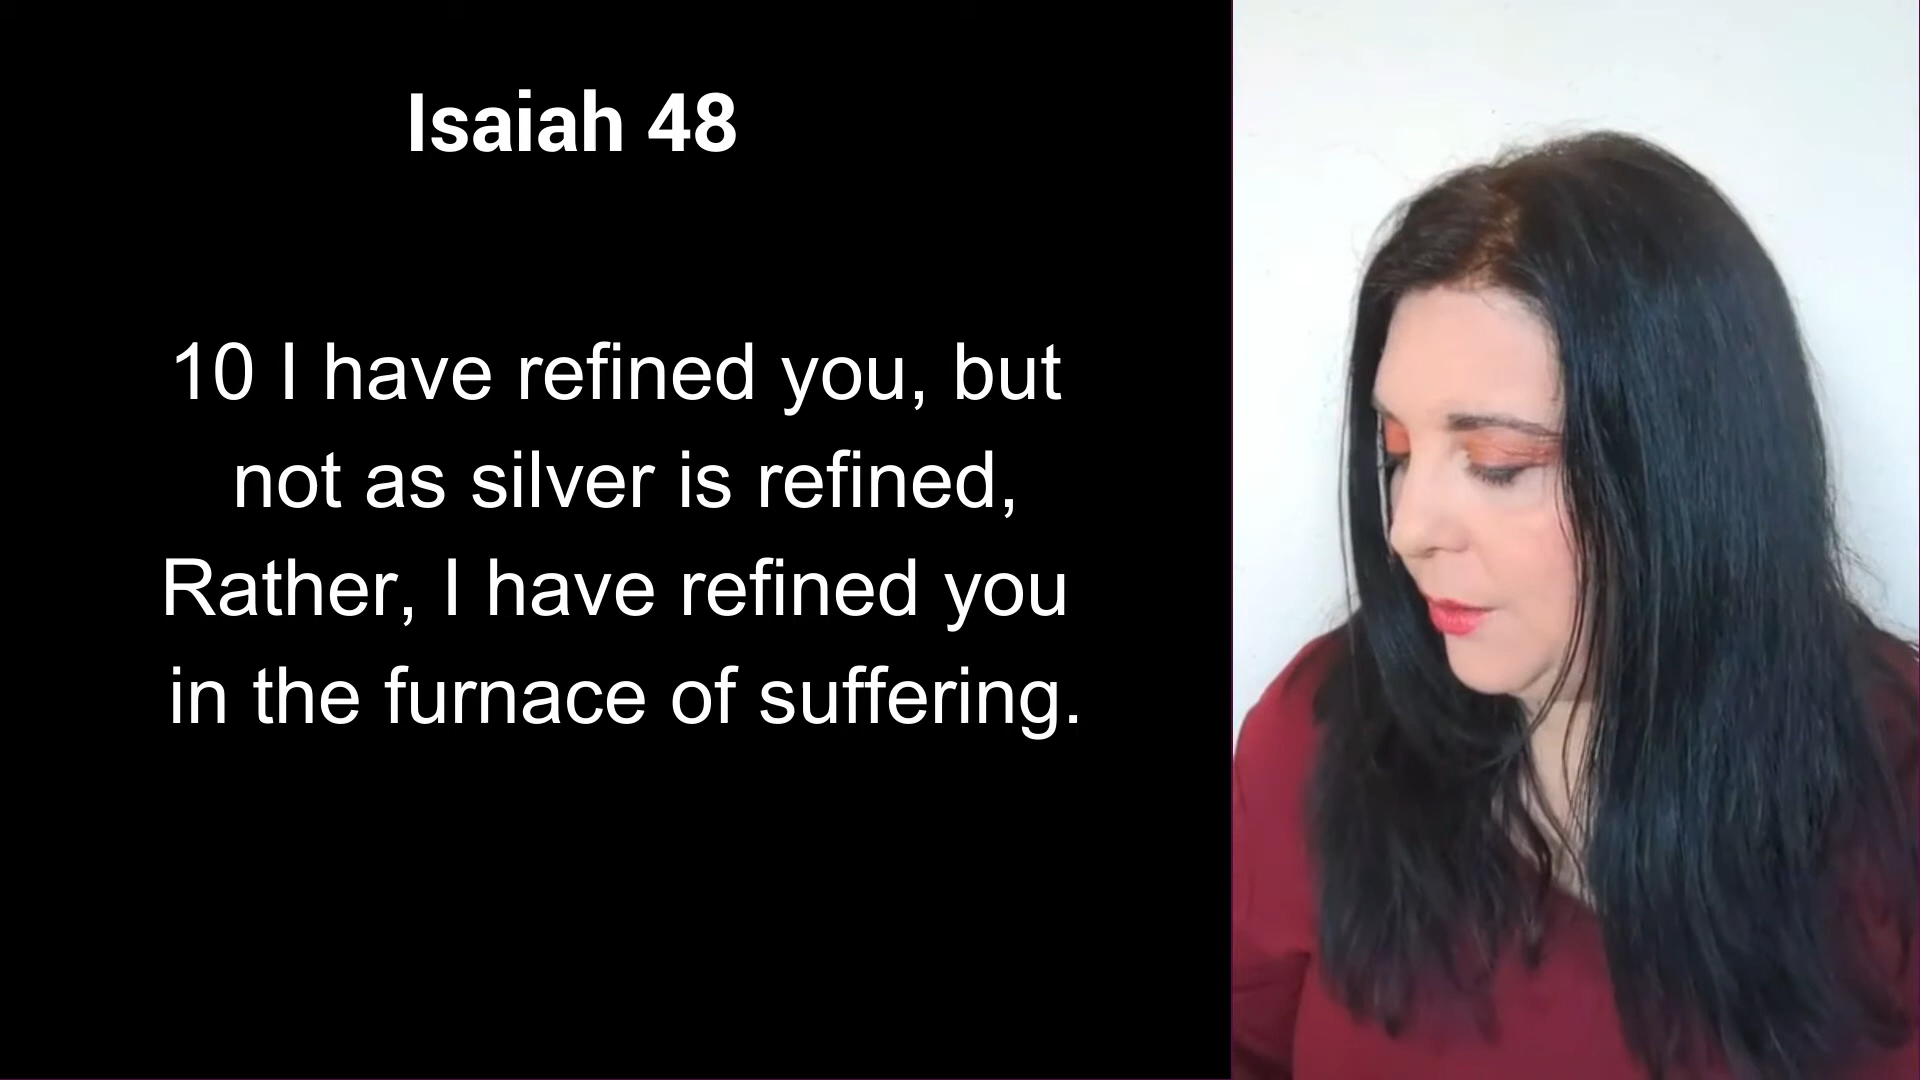 Isaiah 48
10 I have refined you, but
not as silver is refined,
Rather, I have refined you
in the furnace of suffering.